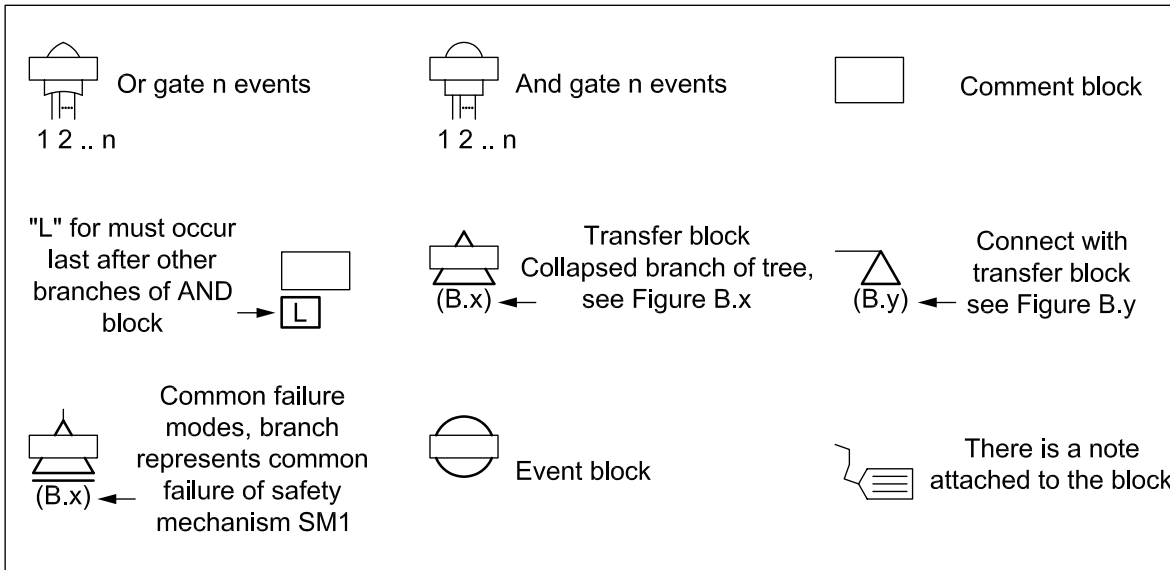 Or gate n events
1 2 .. n
And gate n events
1 2 .. n
Comment block
"L" for must occur
last after other
branches of AND
block
L
Transfer block
Collapsed branch of tree,
see Figure B.x
(B.x)
Connect with
transfer block
see Figure B.y
(B.y)
Common failure
modes, branch
represents common
failure of safety
mechanism SM1
(B.x)
Event block
There is a note
attached to the block